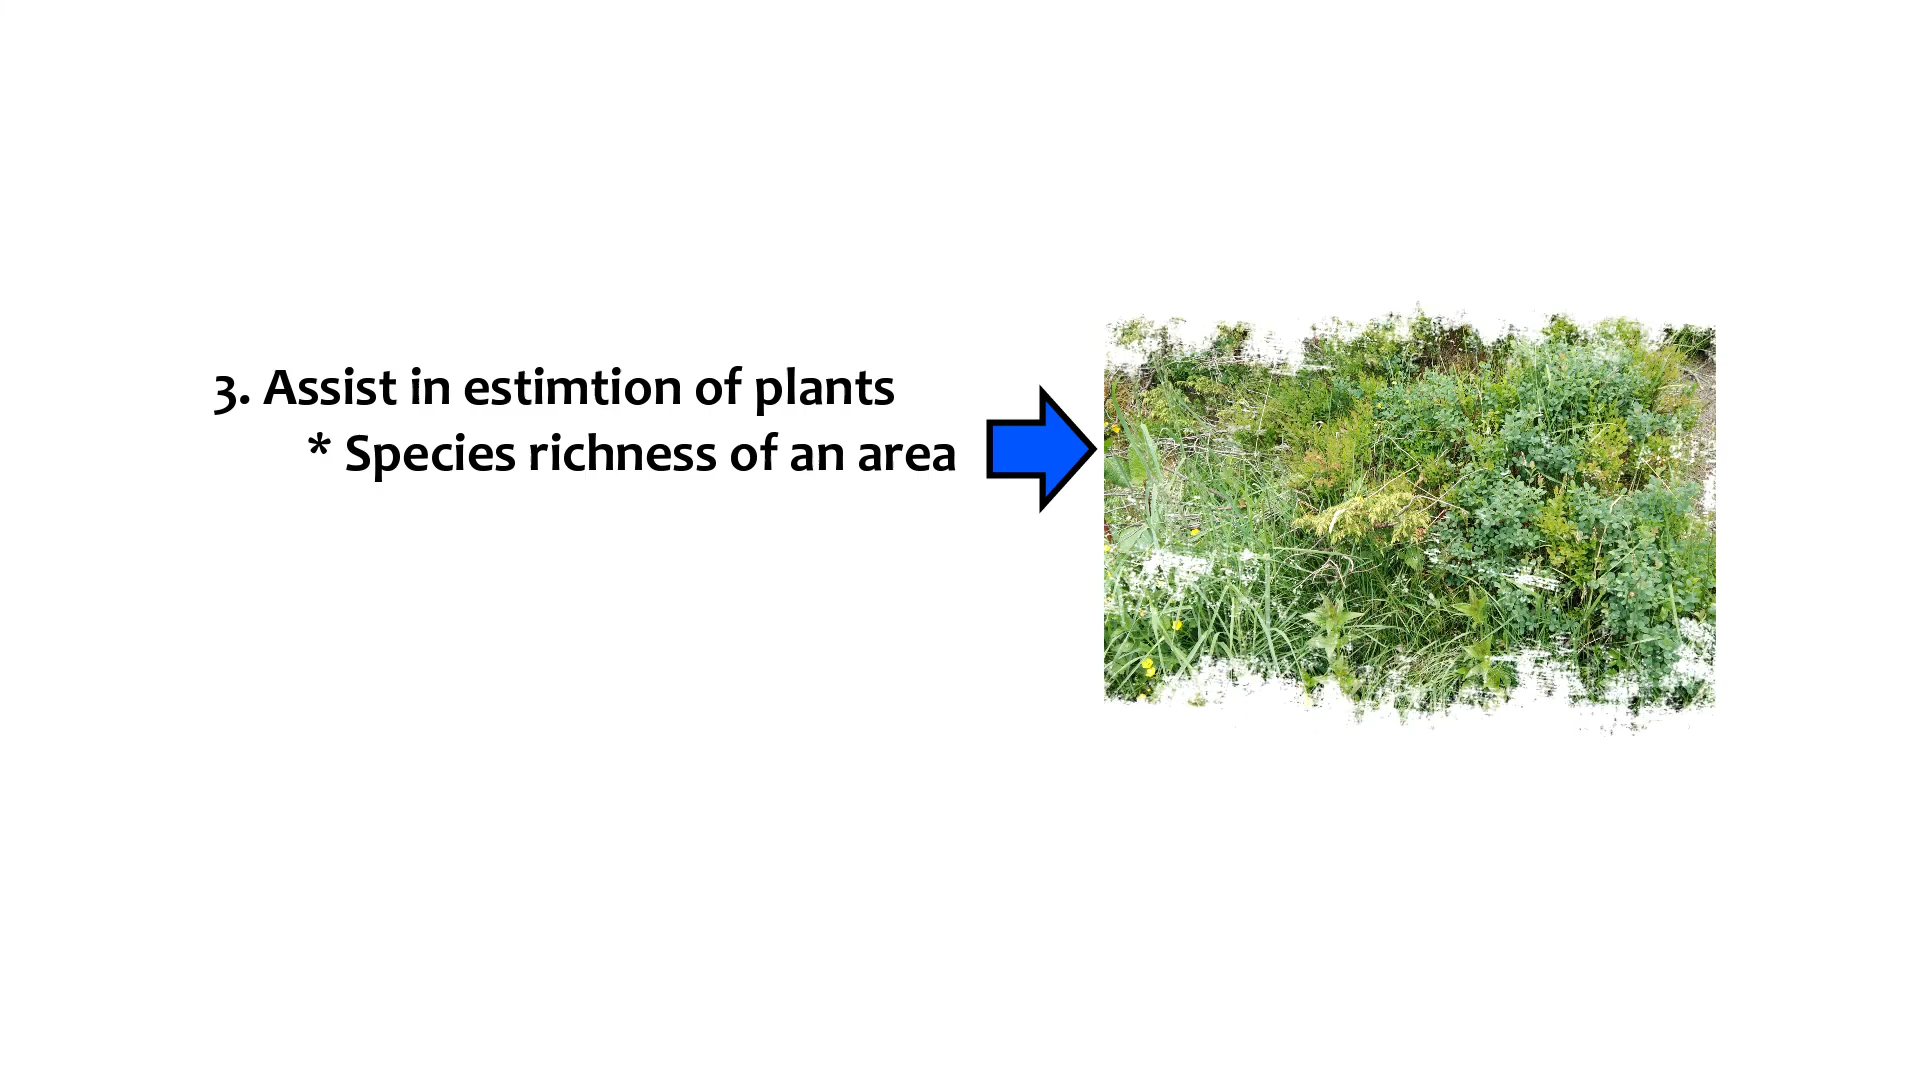 3. Assist in estimtion of plants
* Species richness of an area